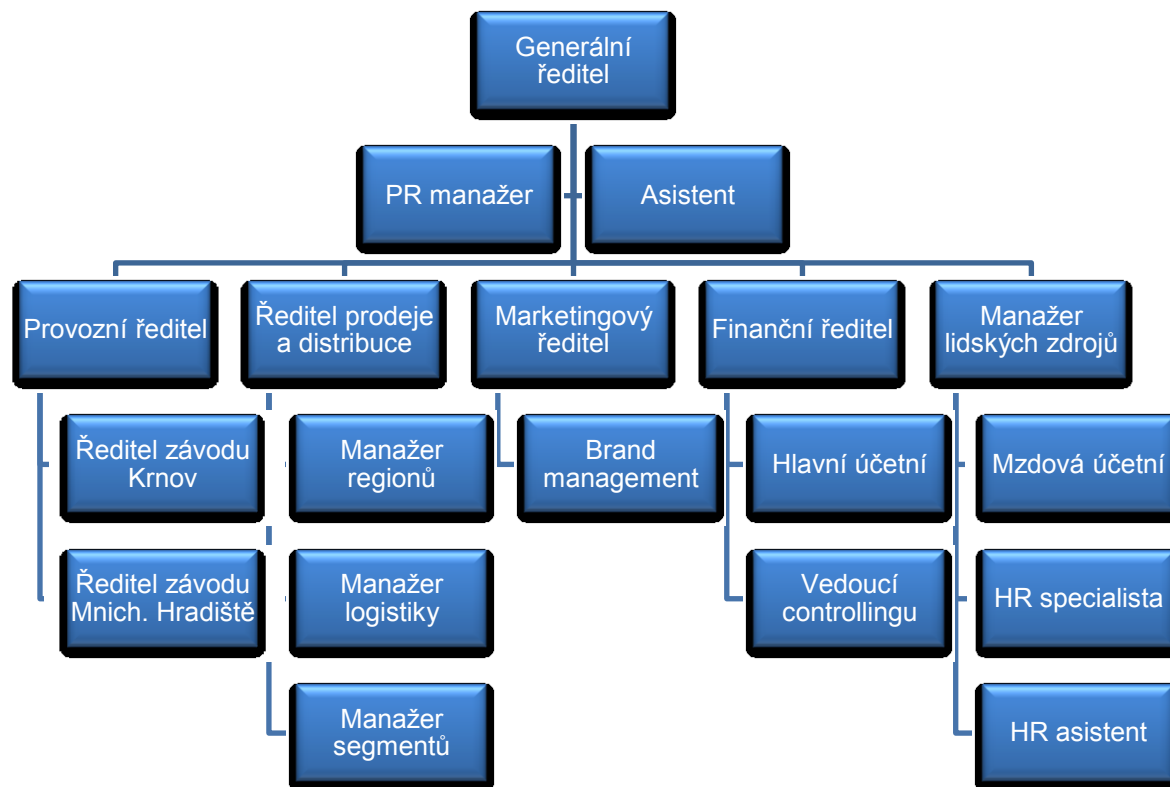 Generální
ředitel
PR manažer
Asistent
Provozní ředitel
Ředitel prodeje
a distribuce
Marketingový
ředitel
Finanční ředitel
Manažer
lidských zdrojů
Ředitel závodu
Krnov
Manažer
regionů
Brand
management
Hlavní účetní
Mzdová účetní
Ředitel závodu
Mnich. Hradiště
Manažer
logistiky
Vedoucí
controllingu
HR specialista
Manažer
segmentů
HR asistent